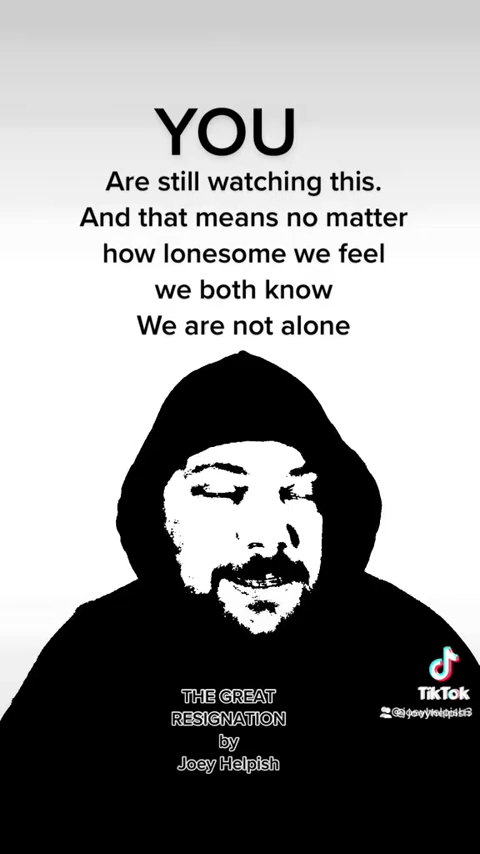 YOU
Are still watching this.
And that means no matter
how lonesome we feel
we both know
We are not alone
TikTok
THE GREAT
RESIGNATION
by
Joey Helpish